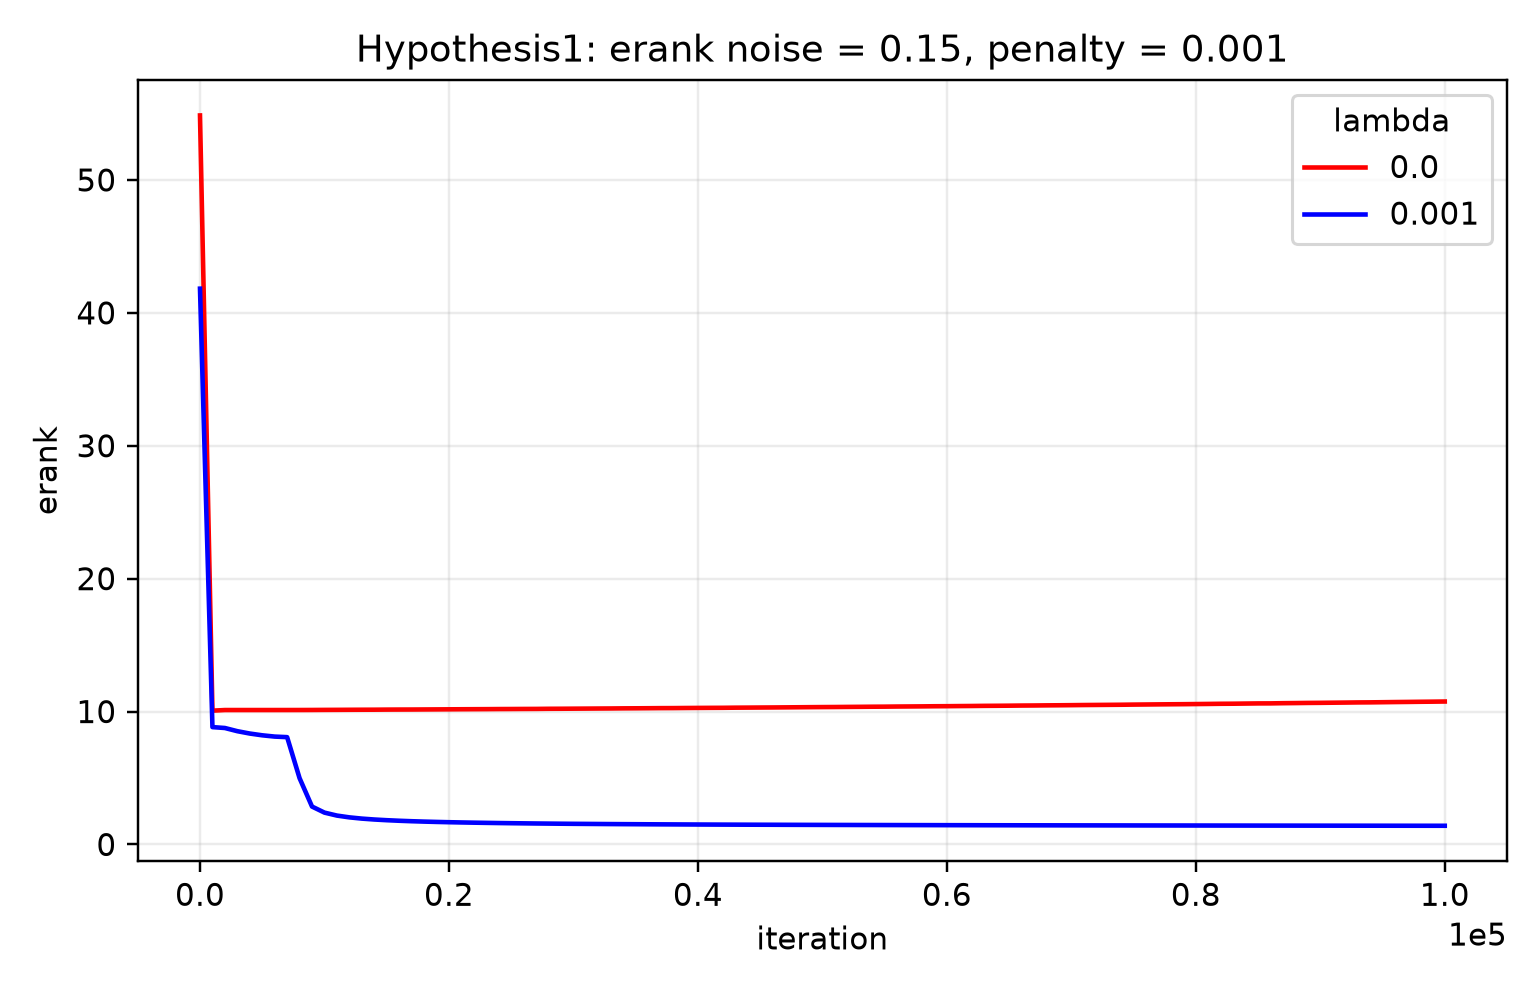 Hypothesis1: erank noise = 0.15, penalty = 0.001
lambda
0.0
0.001
50
40
30
20
10
0
erank
0.0
0.2
0.4
0.6
0.8
1.0
1e5
iteration